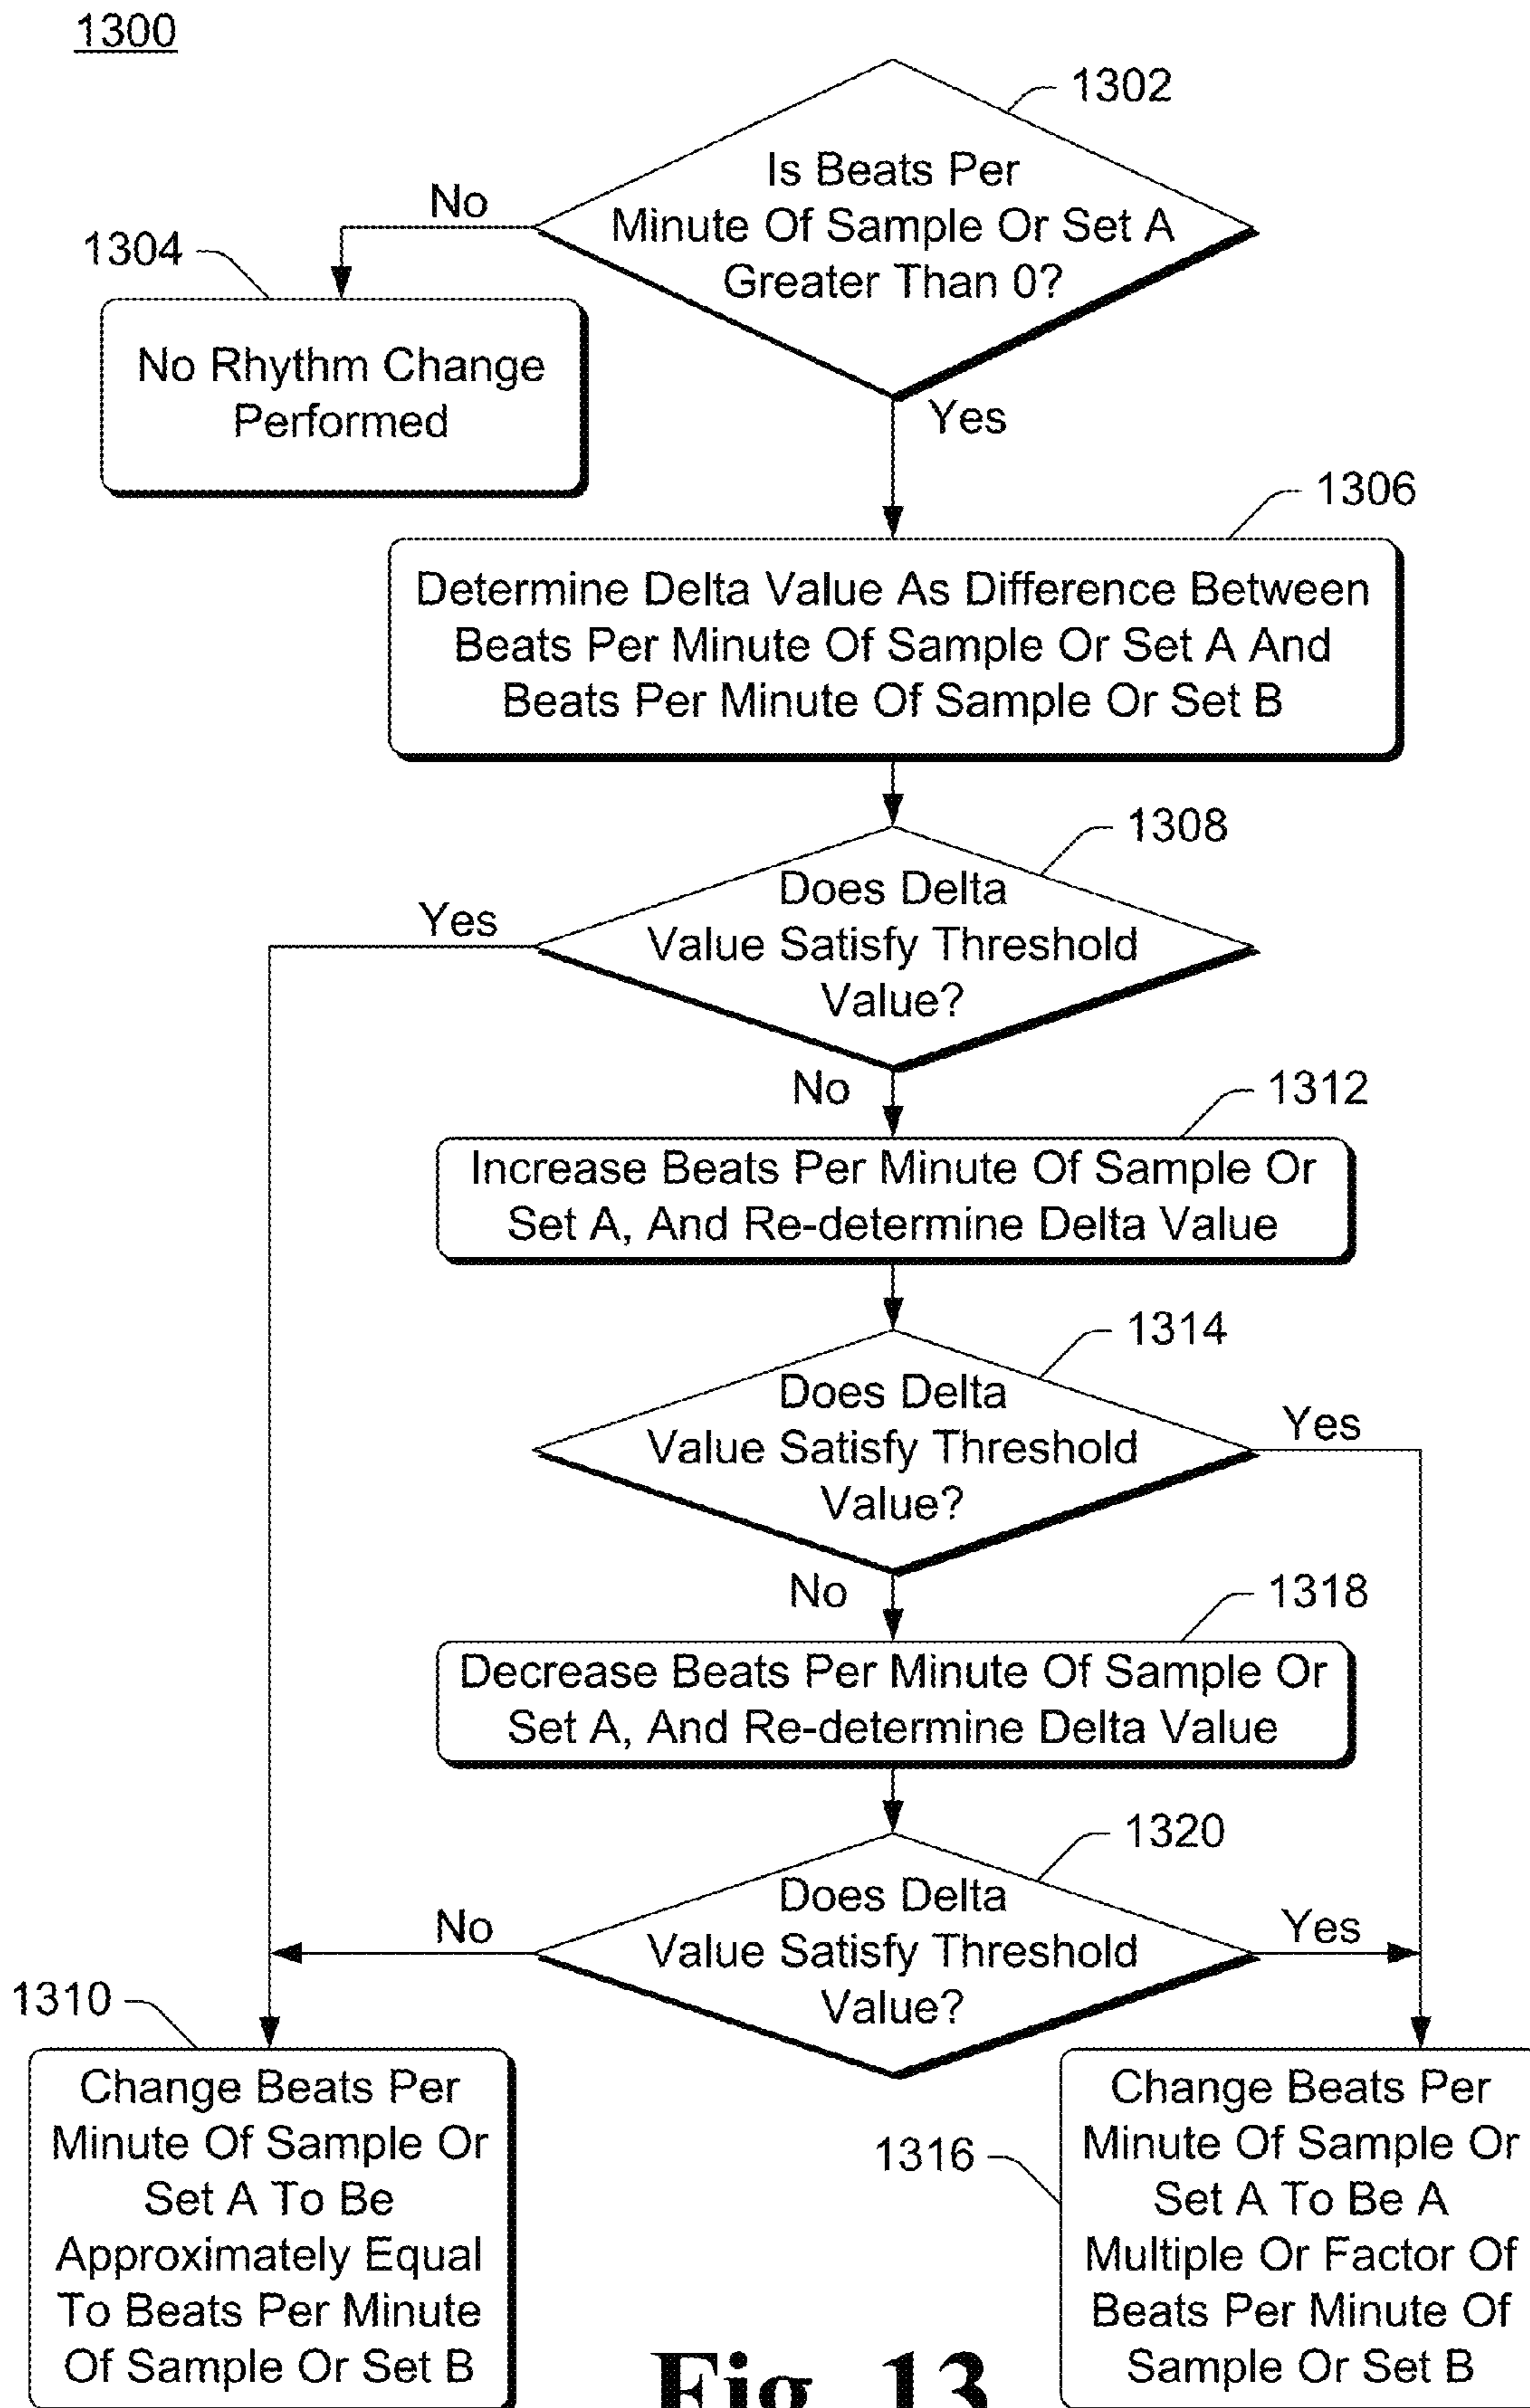 1300
1302
Is Beats Per
Minute Of Sample Or Set A
Greater Than 0?
No
1304
No Rhythm Change
Performed
Yes
1306
Determine Delta Value As Difference Between
Beats Per Minute Of Sample Or Set A And
Beats Per Minute Of Sample Or Set B
1308
Does Delta
Value Satisfy Threshold
Value?
Yes
No
1312
Increase Beats Per Minute Of Sample Or
Set A, And Re-determine Delta Value
1314
Does Delta
Value Satisfy Threshold
Value?
Yes
No
1318
Decrease Beats Per Minute Of Sample Or
Set A, And Re-determine Delta Value
1320
Does Delta
Value Satisfy Threshold
Value?
No
Yes
1310
Change Beats Per
Minute Of Sample Or
Set A To Be
Approximately Equal
To Beats Per Minute
Of Sample Or Set B
1316
Change Beats Per
Minute Of Sample Or
Set A To Be A
Multiple Or Factor Of
Beats Per Minute Of
Sample Or Set B
Fig. 13